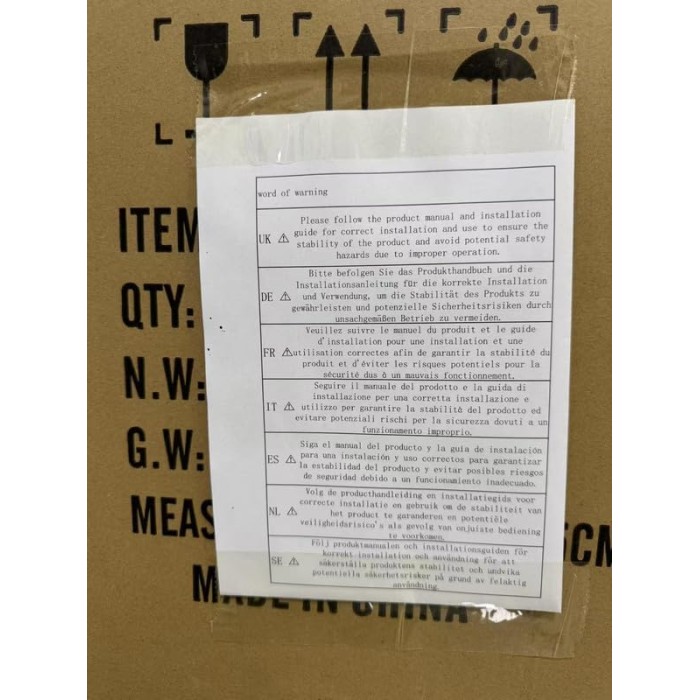 ITEM
QTY:
N.W:
G.W:
MEAS
5CM
MADE IN CHINA
word of warning
UK
Please follow the product manual and installation
guide for correct installation and use to ensure the
stability of the product and avoid potential safety
hazards due to improper operation.
DE
Bitte befolgen Sie das Produkthandbuch und die
Installationsanleitung für die korrekte Installation
und Verwendung, um die Stabilität des Produkts zu
gewährleisten und potenzielle Sicherheitsrisiken durch
unsachgemäßen Betrieb zu vermeiden.
FR
Veuillez suivre le manuel du produit et le guide
d'installation pour une installation et une
utilisation correctes afin de garantir la stabilité du
produit et d'éviter les risques potentiels pour la
sécurité dus à un mauvais fonctionnement.
IT
Seguire il manuale del prodotto e la guida di
installazione per una corretta installazione e
utilizzo per garantire la stabilità del prodotto ed
evitare potenziali rischi per la sicurezza dovuti a un
funzionamento improprio.
ES
Siga el manual del producto y la guía de instalación
para una instalación y uso correctos para garantizar
la estabilidad del producto y evitar posibles riesgos
de seguridad debido a un funcionamiento inadecuado.
NL
Volg de producthandleiding en installatiegids voor
correcte installatie en gebruik om de stabiliteit van
het product te garanderen en potentiële
veiligheidsrisico's als gevolg van onjuiste bediening
te voorkomen.
SE
Följ produktmanualen och installationsguiden för
korrekt installation och användning för att
säkerställa produktens stabilitet och undvika
potentiella säkerhetsrisker på grund av felaktig
användning.